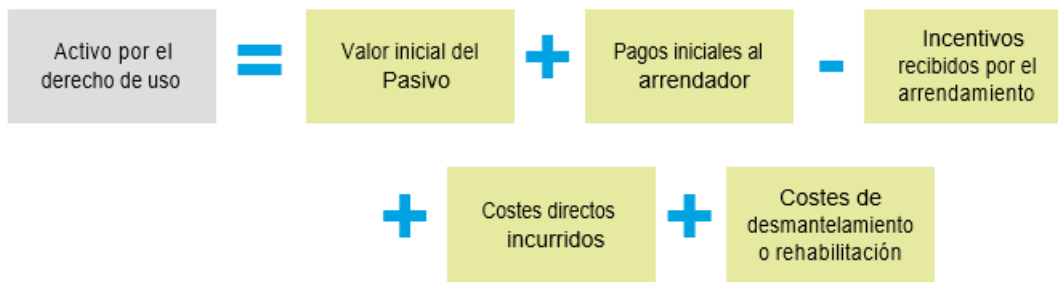 Activo por el
derecho de uso
=
Valor inicial del
Pasivo
+
Pagos iniciales al
arrendador
-
Incentivos
recibidos por el
arrendamiento
+
Costes directos
incurridos
+
Costes de
desmantelamiento
o rehabilitación